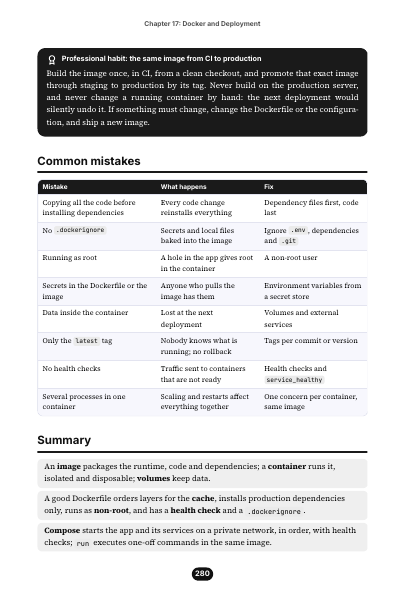 Chapter 17: Docker and Deployment
Professional habit: the same image from CI to production
Build the image once, in CI, from a clean checkout, and promote that exact image
through staging to production by its tag. Never build on the production server,
and never change a running container by hand: the next deployment would
silently undo it. If something must change, change the Dockerfile or the configura-
tion, and ship a new image.
Common mistakes
Mistake What happens Fix
Copying all the code before Every code change Dependency files first, code
installing dependencies reinstalls everything last
No .dockerignore Secrets and local files Ignore .env, dependencies
baked into the image and .git
Running as root A hole in the app gives root A non-root user
in the container
Secrets in the Dockerfile or the Anyone who pulls the Environment variables from
image image has them a secret store
Data inside the container Lost at the next Volumes and external
deployment services
Only the latest tag Nobody knows what is Tags per commit or version
running; no rollback
No health checks Traffic sent to containers Health checks and
that are not ready service_healthy
Several processes in one Scaling and restarts affect One concern per container,
container everything together same image
Summary
An image packages the runtime, code and dependencies; a container runs it,
isolated and disposable; volumes keep data.
A good Dockerfile orders layers for the cache, installs production dependencies
only, runs as non-root, and has a health check and a .dockerignore.
Compose starts the app and its services on a private network, in order, with health
checks; run executes one-off commands in the same image.
280